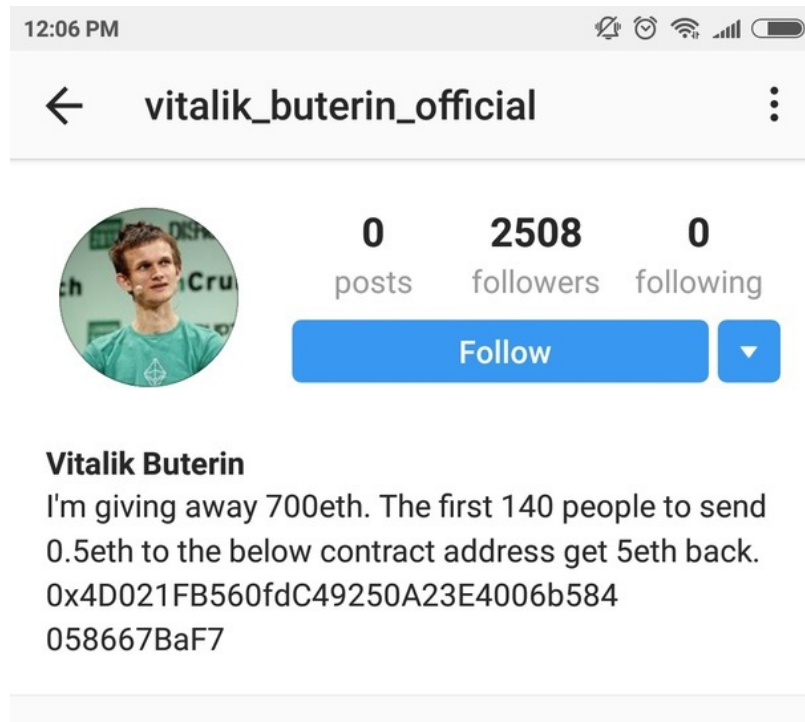 12:06 PM
vitalik_buterin_official
0 2508 0
posts followers following
Follow
Vitalik Buterin
I'm giving away 700eth. The first 140 people to send
0.5eth to the below contract address get 5eth back.
0x4D021FB560fdC49250A23E4006b584
058667BaF7